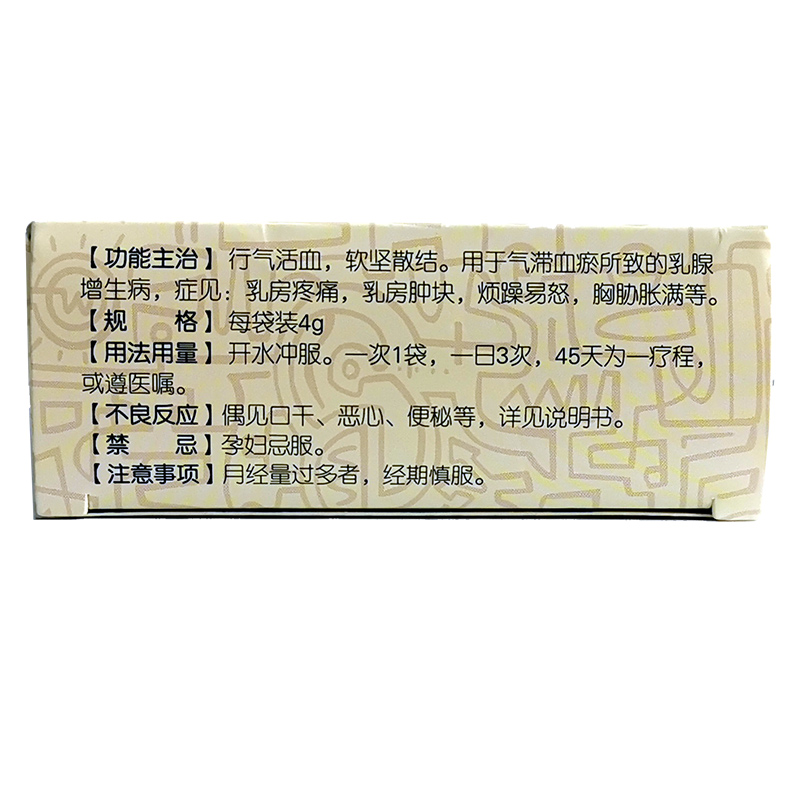 【功能主治】行气活血，软坚散结。用于气滞血瘀所致的乳腺
增生病，症见：乳房疼痛，乳房肿块，烦躁易怒，胸胁胀满等。
【规　　格】每袋装4g
【用法用量】开水冲服。一次1袋，一日3次，45天为一疗程，
或遵医嘱。
【不良反应】偶见口干、恶心、便秘等，详见说明书。
【禁　　忌】孕妇忌服。
【注意事项】月经量过多者，经期慎服。